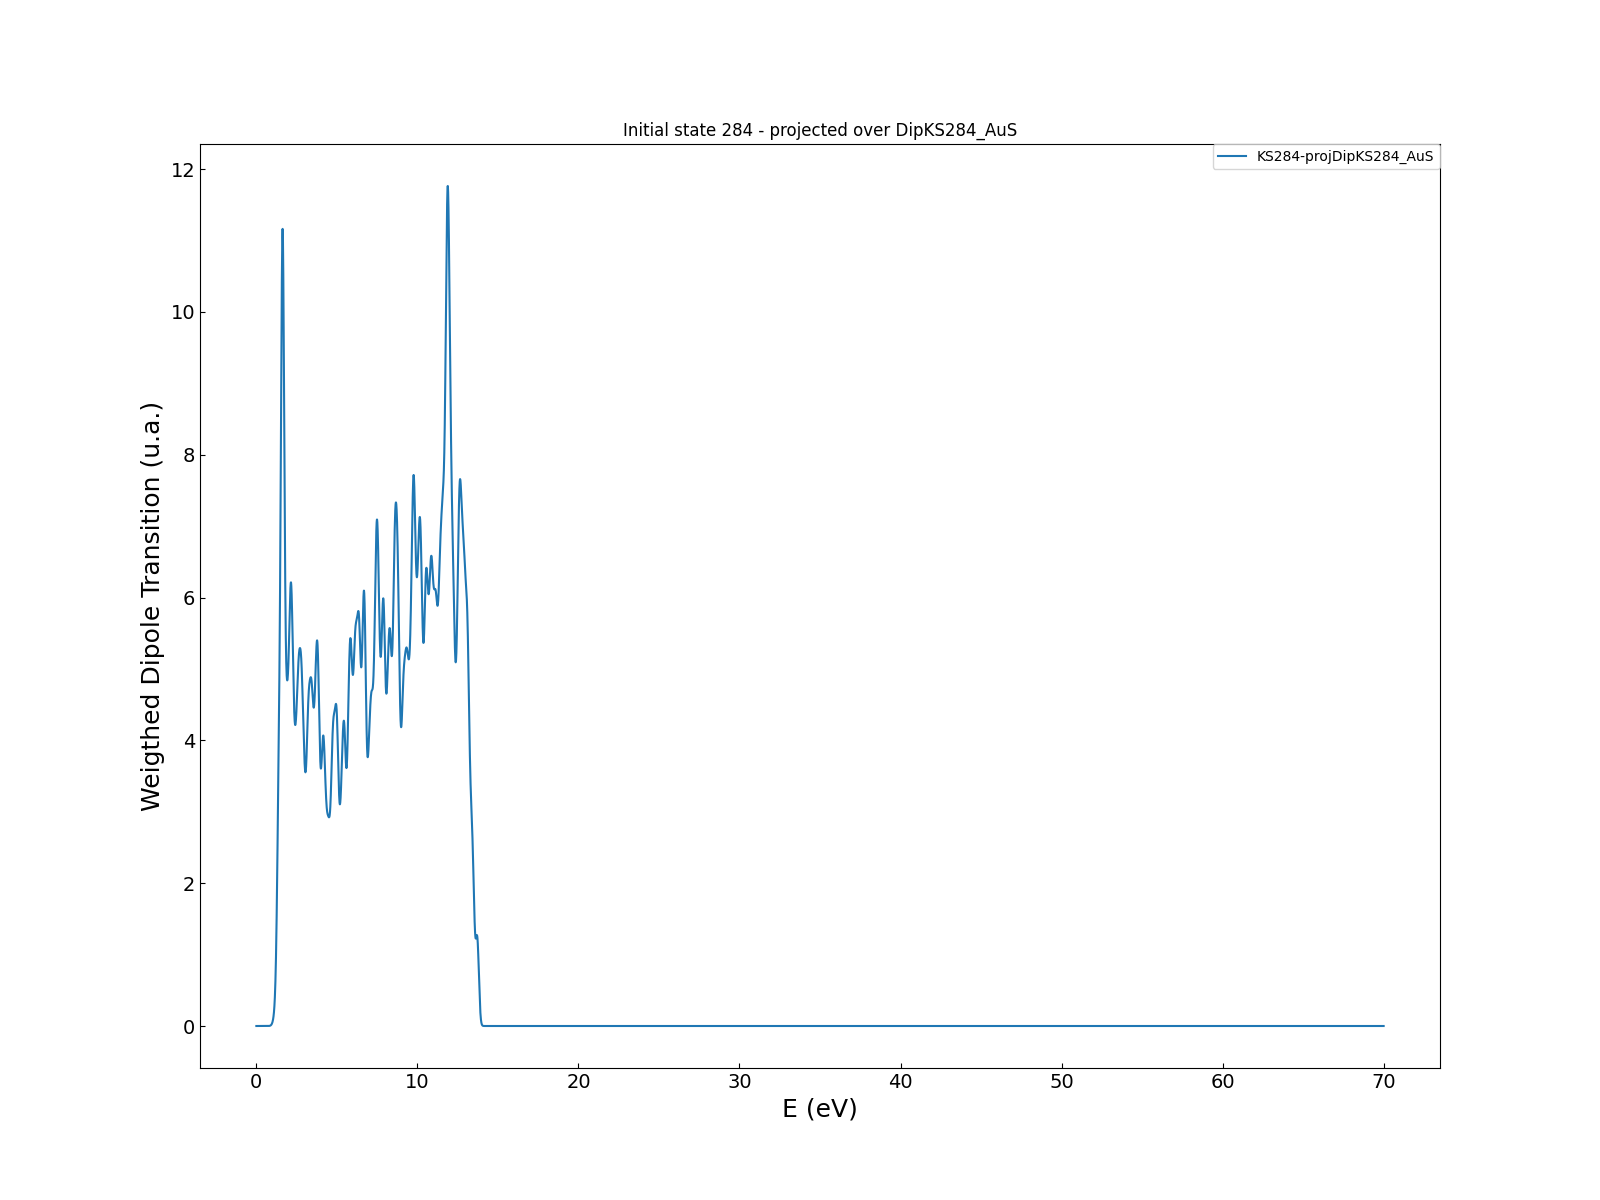 Initial state 284 - projected over DipKS284_AuS
KS284-projDipKS284_AuS
Weigthed Dipole Transition (u.a.)
12
10
8
6
4
2
0
0 10 20 30 40 50 60 70
E (eV)